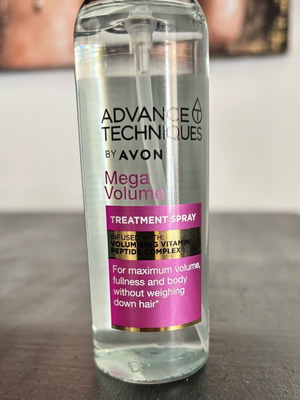 ADVANCE
TECHNIQUES
BY AVON
Mega
Volume
TREATMENT SPRAY
INFUSED WITH:
VOLUMISING VITAMIN
PEPTIDE COMPLEX
For maximum volume,
fullness and body
without weighing
down hair*